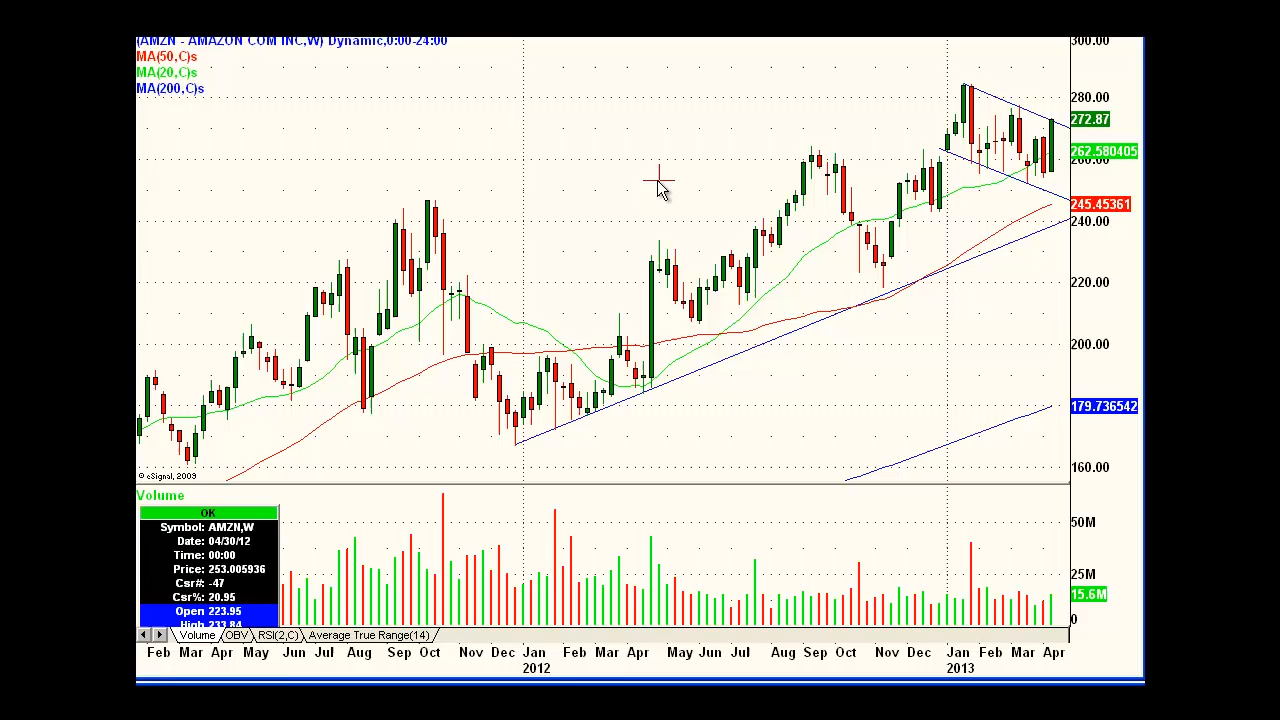 (AMZN - AMAZON COM INC,W) Dynamic,0:00-24:00
MA(50,C)s
MA(20,C)s
MA(200,C)s
300.00
280.00
272.87
262.580405
260.00
245.45361
240.00
220.00
200.00
179.736542
160.00
© eSignal, 2009
Volume
OK
Symbol: AMZN,W
Date: 04/30/12
Time: 00:00
Price: 253.005936
Csr#: -47
Csr%: 20.95
Open 223.95
High 233.84
50M
25M
15.6M
0
Volume OBV RSI(2,C) Average True Range(14)
Feb Mar Apr May Jun Jul Aug Sep Oct Nov Dec Jan Feb Mar Apr May Jun Jul Aug Sep Oct Nov Dec Jan Feb Mar Apr
2012 2013